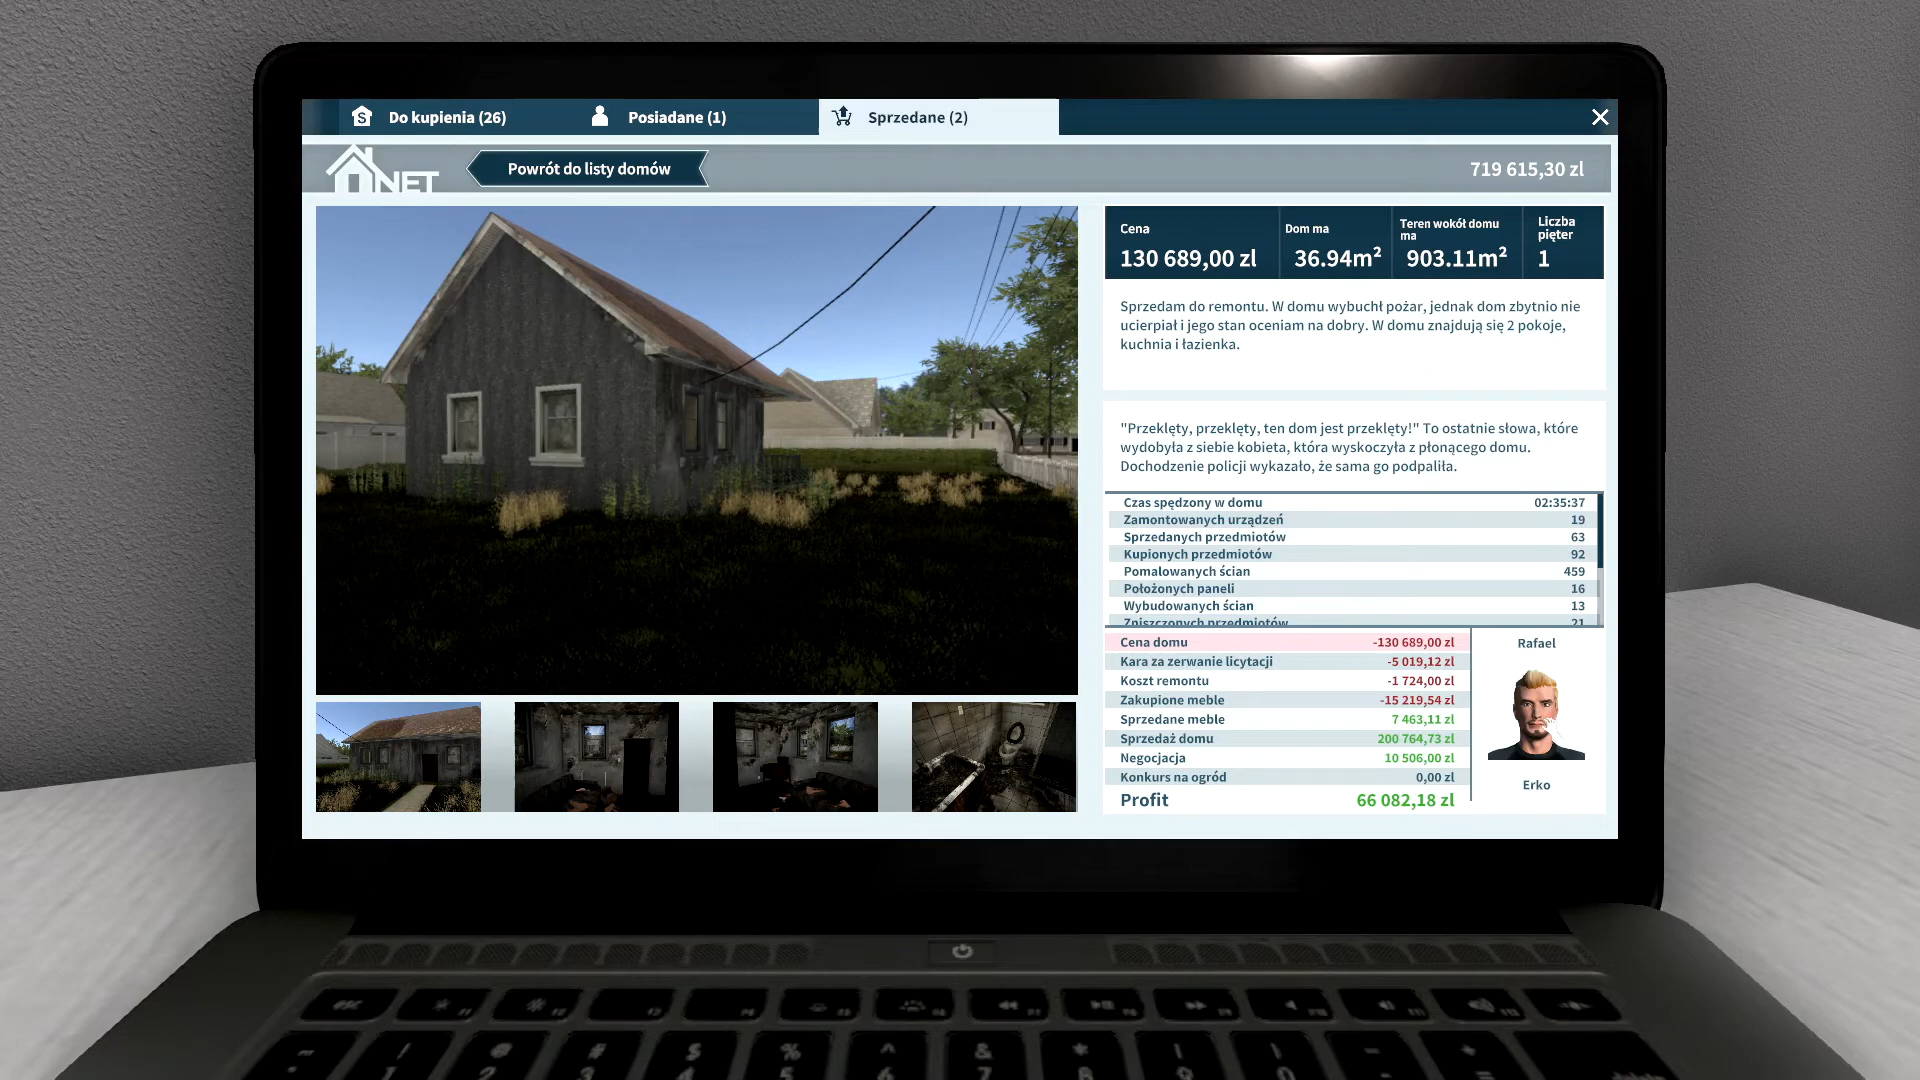 Do kupienia (26)
Posiadane (1)
Sprzedane (2)
NET
Powrót do listy domów
719 615,30 zl
Cena
130 689,00 zl
Dom ma
36.94m²
Teren wokół domu
ma
903.11m²
Liczba
pięter
1
Sprzedam do remontu. W domu wybuchł pożar, jednak dom zbytnio nie
ucierpiał i jego stan oceniam na dobry. W domu znajdują się 2 pokoje,
kuchnia i łazienka.
"Przeklęty, przeklęty, ten dom jest przeklęty!" To ostatnie słowa, które
wydobyła z siebie kobieta, która wyskoczyła z płonącego domu.
Dochodzenie policji wykazało, że sama go podpaliła.
Czas spędzony w domu 02:35:37
Zamontowanych urządzeń 19
Sprzedanych przedmiotów 63
Kupionych przedmiotów 92
Pomalowanych ścian 459
Położonych paneli 16
Wybudowanych ścian 13
Zniszczonych przedmiotów 21
Cena domu -130 689,00 zl
Kara za zerwanie licytacji -5 019,12 zl
Koszt remontu -1 724,00 zl
Zakupione meble -15 219,54 zl
Sprzedane meble 7 463,11 zl
Sprzedaż domu 200 764,73 zl
Negocjacja 10 506,00 zl
Konkurs na ogród 0,00 zl
Profit 66 082,18 zl
Rafael
Erko